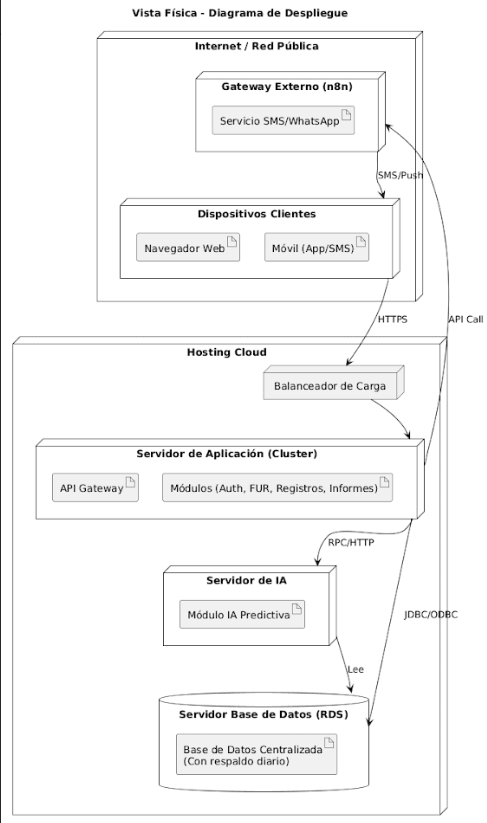 Vista Física - Diagrama de Despliegue
Internet / Red Pública
Gateway Externo (n8n)
Servicio SMS/WhatsApp
SMS/Push
Dispositivos Clientes
Navegador Web
Móvil (App/SMS)
HTTPS
API Call
Hosting Cloud
Balanceador de Carga
Servidor de Aplicación (Cluster)
API Gateway
Módulos (Auth, FUR, Registros, Informes)
RPC/HTTP
Servidor de IA
Módulo IA Predictiva
JDBC/ODBC
Lee
Servidor Base de Datos (RDS)
Base de Datos Centralizada
(Con respaldo diario)